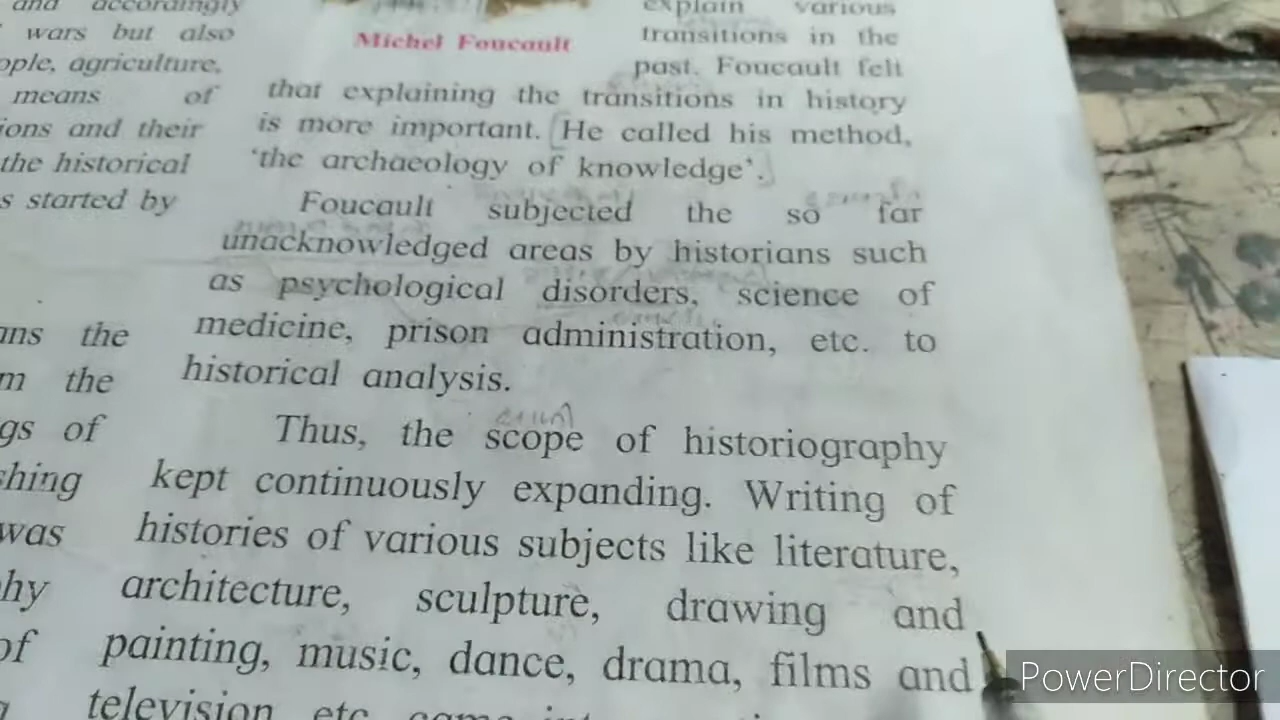 and accordingly
wars but also
ople, agriculture,
means of
ions and their
the historical
s started by
ans the
m the
gs of
shing
was
hy
of
Michel Foucault
explain various
transitions in the
past. Foucault felt
that explaining the transitions in history
is more important. He called his method,
'the archaeology of knowledge'.
Foucault subjected the so far
unacknowledged areas by historians such
as psychological disorders, science of
medicine, prison administration, etc. to
historical analysis.
Thus, the scope of historiography
kept continuously expanding. Writing of
histories of various subjects like literature,
architecture, sculpture, drawing and
painting, music, dance, drama, films and
television etc.
PowerDirector